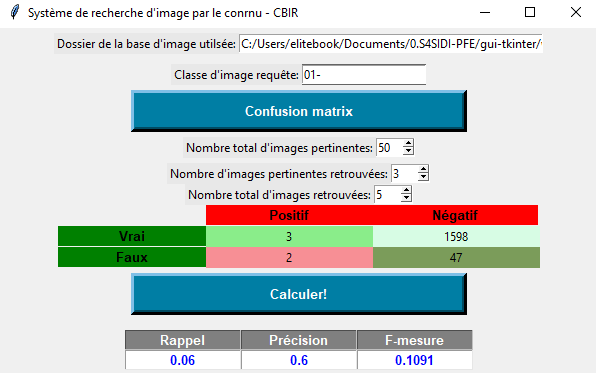 Système de recherche d'image par le conrnu - CBIR
Dossier de la base d'image utilsée: C:/Users/elitebook/Documents/0.S4SIDI-PFE/gui-tkinter/
Classe d'image requête: 01-
Confusion matrix
Nombre total d'images pertinentes: 50
Nombre d'images pertinentes retrouvées: 3
Nombre total d'images retrouvées: 5
Positif Négatif
Vrai 3 1598
Faux 2 47
Calculer!
Rappel Précision F-mesure
0.06 0.6 0.1091